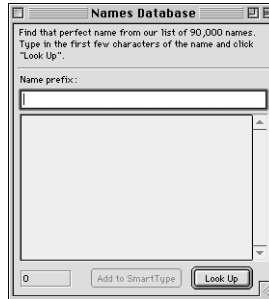 Names Database
Find that perfect name from our list of 90,000 names.
Type in the first few characters of the name and click
"Look Up".
Name prefix:
0
Add to SmartType
Look Up